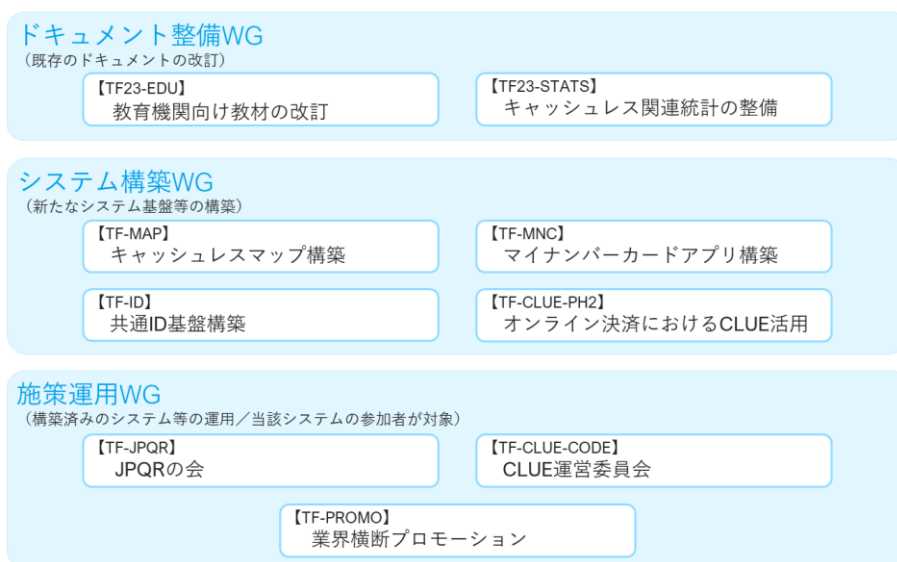 ドキュメント整備WG
（既存のドキュメントの改訂）
【TF23-EDU】
教育機関向け教材の改訂
【TF23-STATS】
キャッシュレス関連統計の整備
システム構築WG
（新たなシステム基盤等の構築）
【TF-MAP】
キャッシュレスマップ構築
【TF-MNC】
マイナンバーカードアプリ構築
【TF-ID】
共通ID基盤構築
【TF-CLUE-PH2】
オンライン決済におけるCLUE活用
施策運用WG
（構築済みのシステム等の運用／当該システムの参加者が対象）
【TF-JPQR】
JPQRの会
【TF-CLUE-CODE】
CLUE運営委員会
【TF-PROMO】
業界横断プロモーション